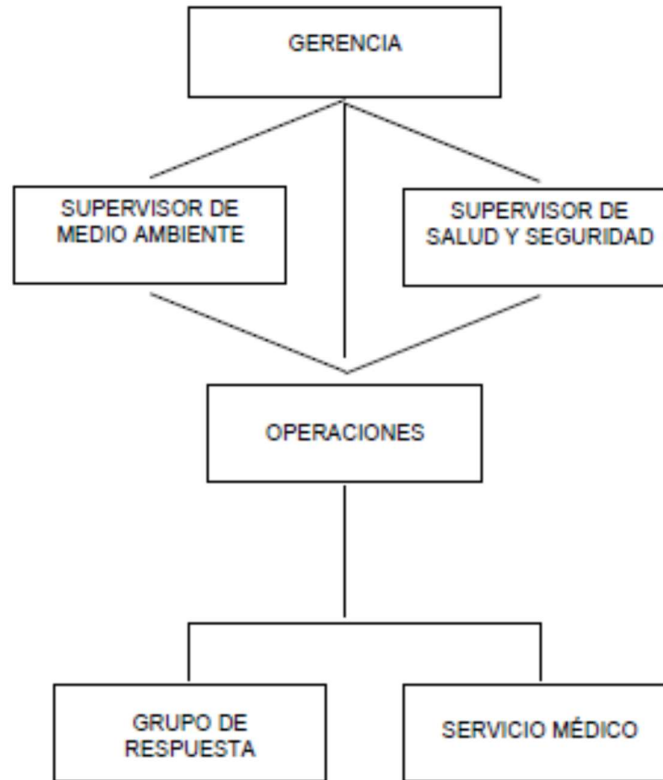 GERENCIA
SUPERVISOR DE
MEDIO AMBIENTE
SUPERVISOR DE
SALUD Y SEGURIDAD
OPERACIONES
GRUPO DE
RESPUESTA
SERVICIO MÉDICO